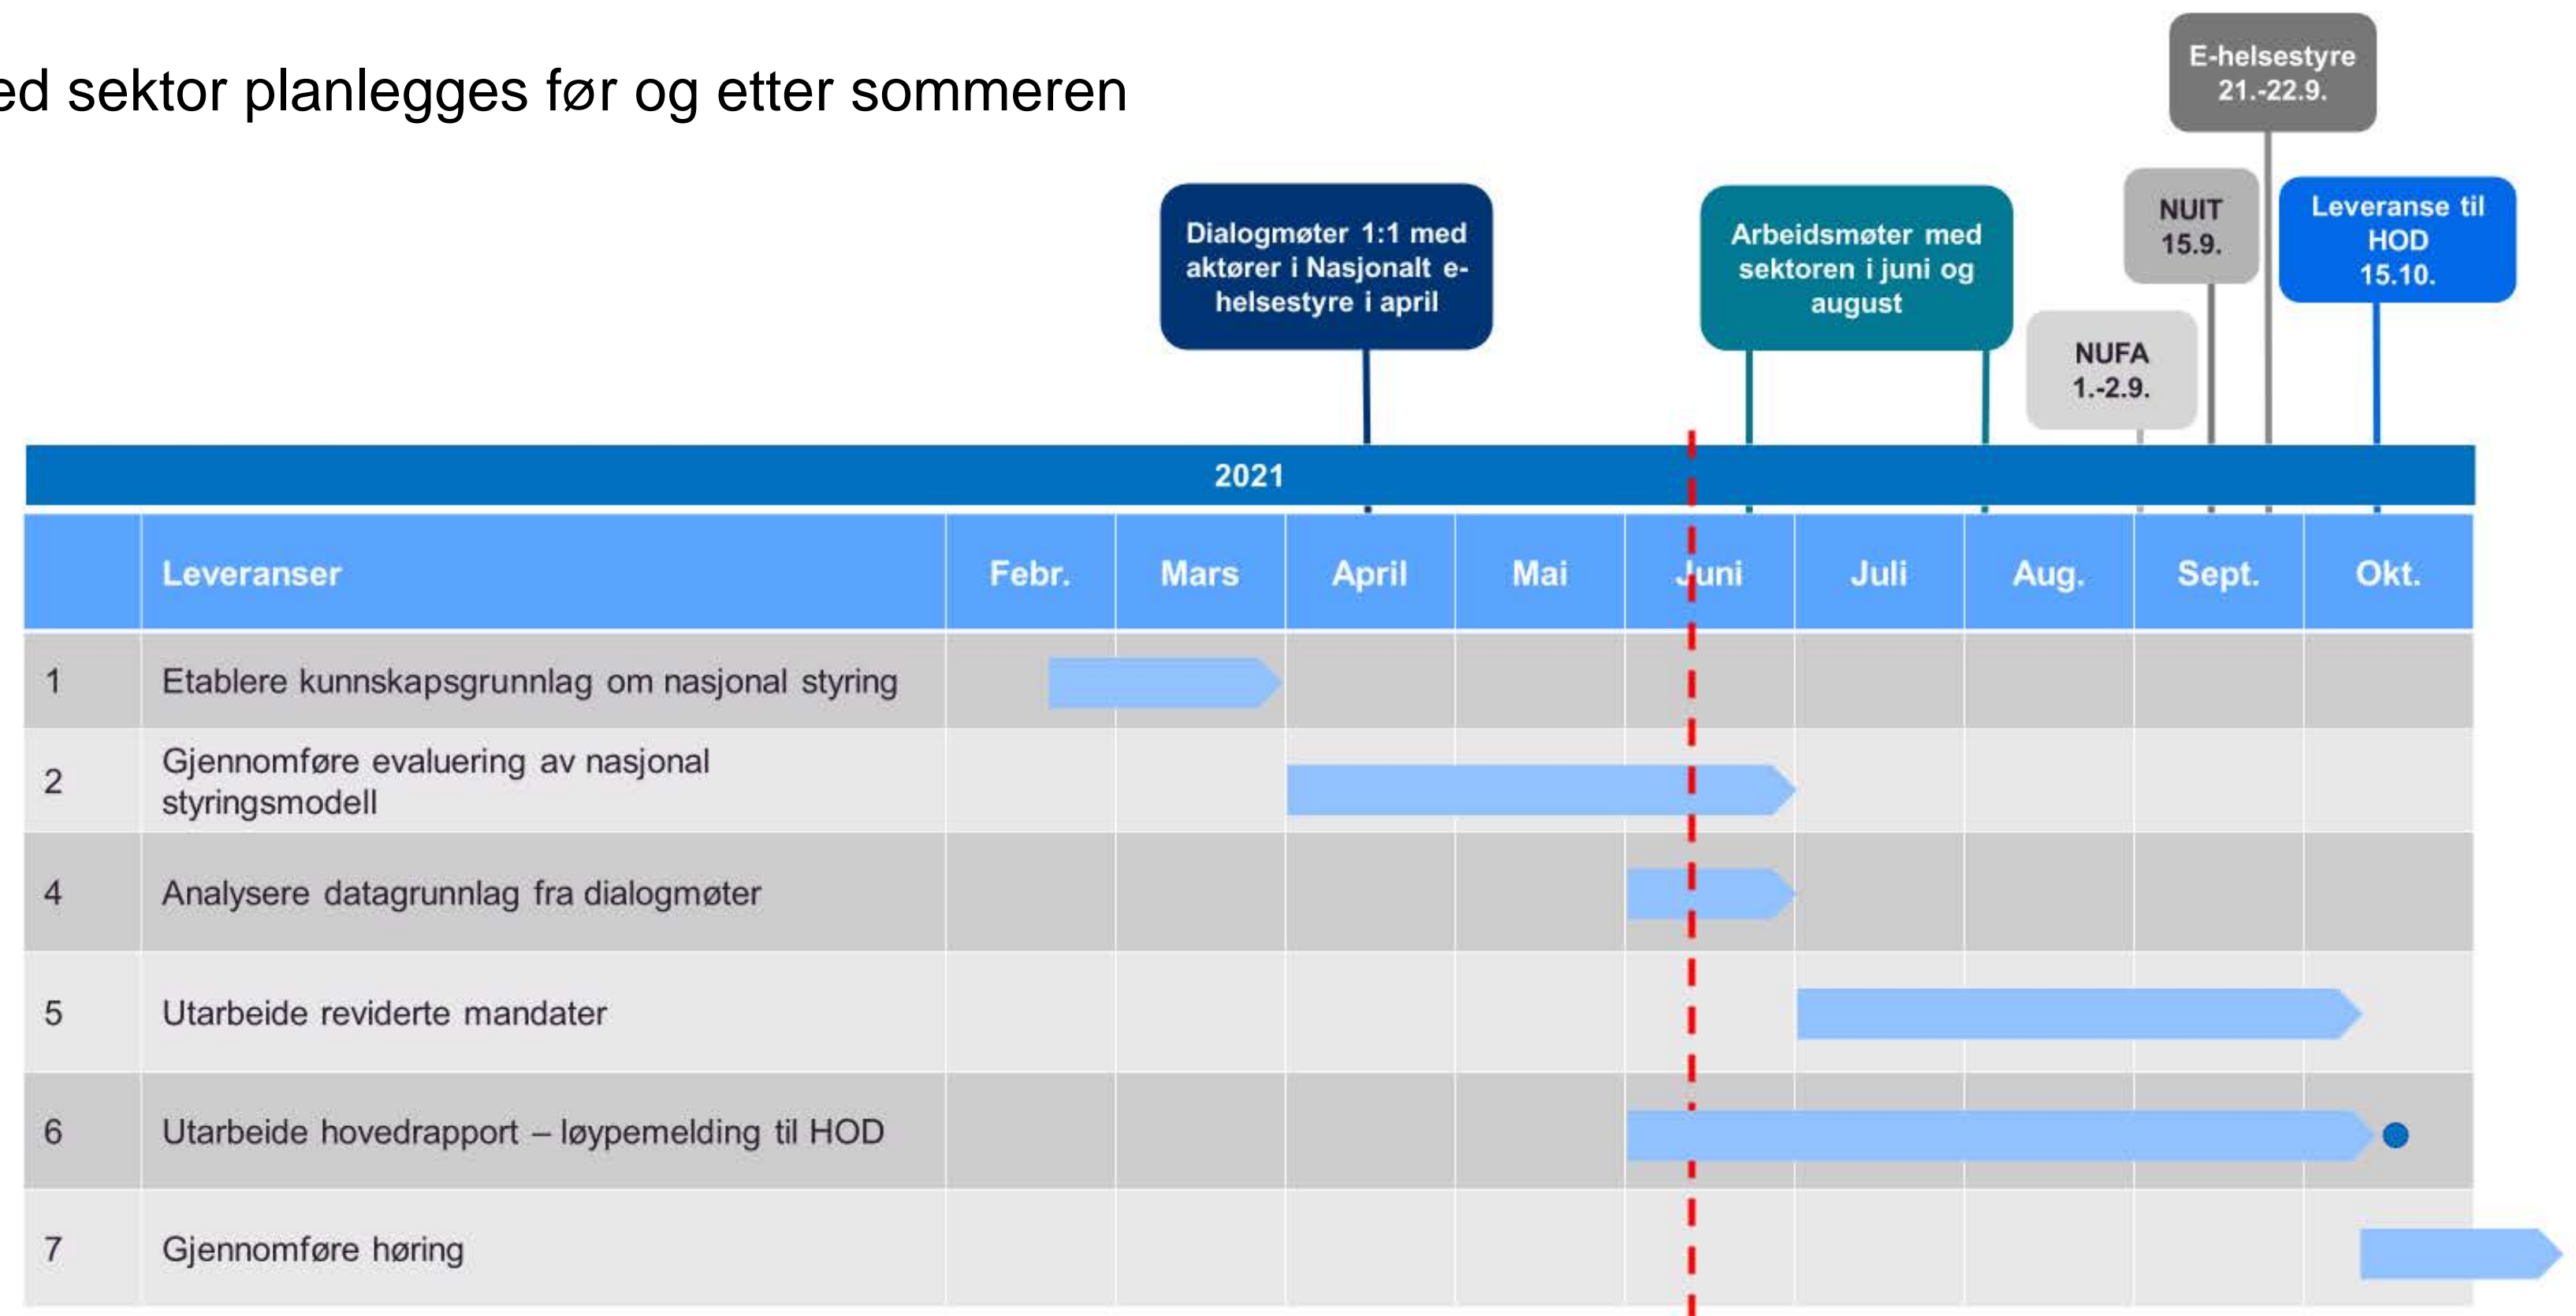 ed sektor planlegges før og etter sommeren
E-helsestyre
21.-22.9.
Dialogmøter 1:1 med
aktører i Nasjonalt e-
helsestyre i april
Arbeidsmøter med
sektoren i juni og
august
NUIT
15.9.
Leveranse til
HOD
15.10.
NUFA
1.-2.9.
2021
Leveranser Febr. Mars April Mai Juni Juli Aug. Sept. Okt.
1 Etablere kunnskapsgrunnlag om nasjonal styring
2 Gjennomføre evaluering av nasjonal
styringsmodell
4 Analysere datagrunnlag fra dialogmøter
5 Utarbeide reviderte mandater
6 Utarbeide hovedrapport – løypemelding til HOD
7 Gjennomføre høring